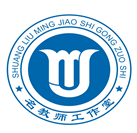 SHUANG LIU MING JIAO SHI GONG ZUO SHI
名教师工作室